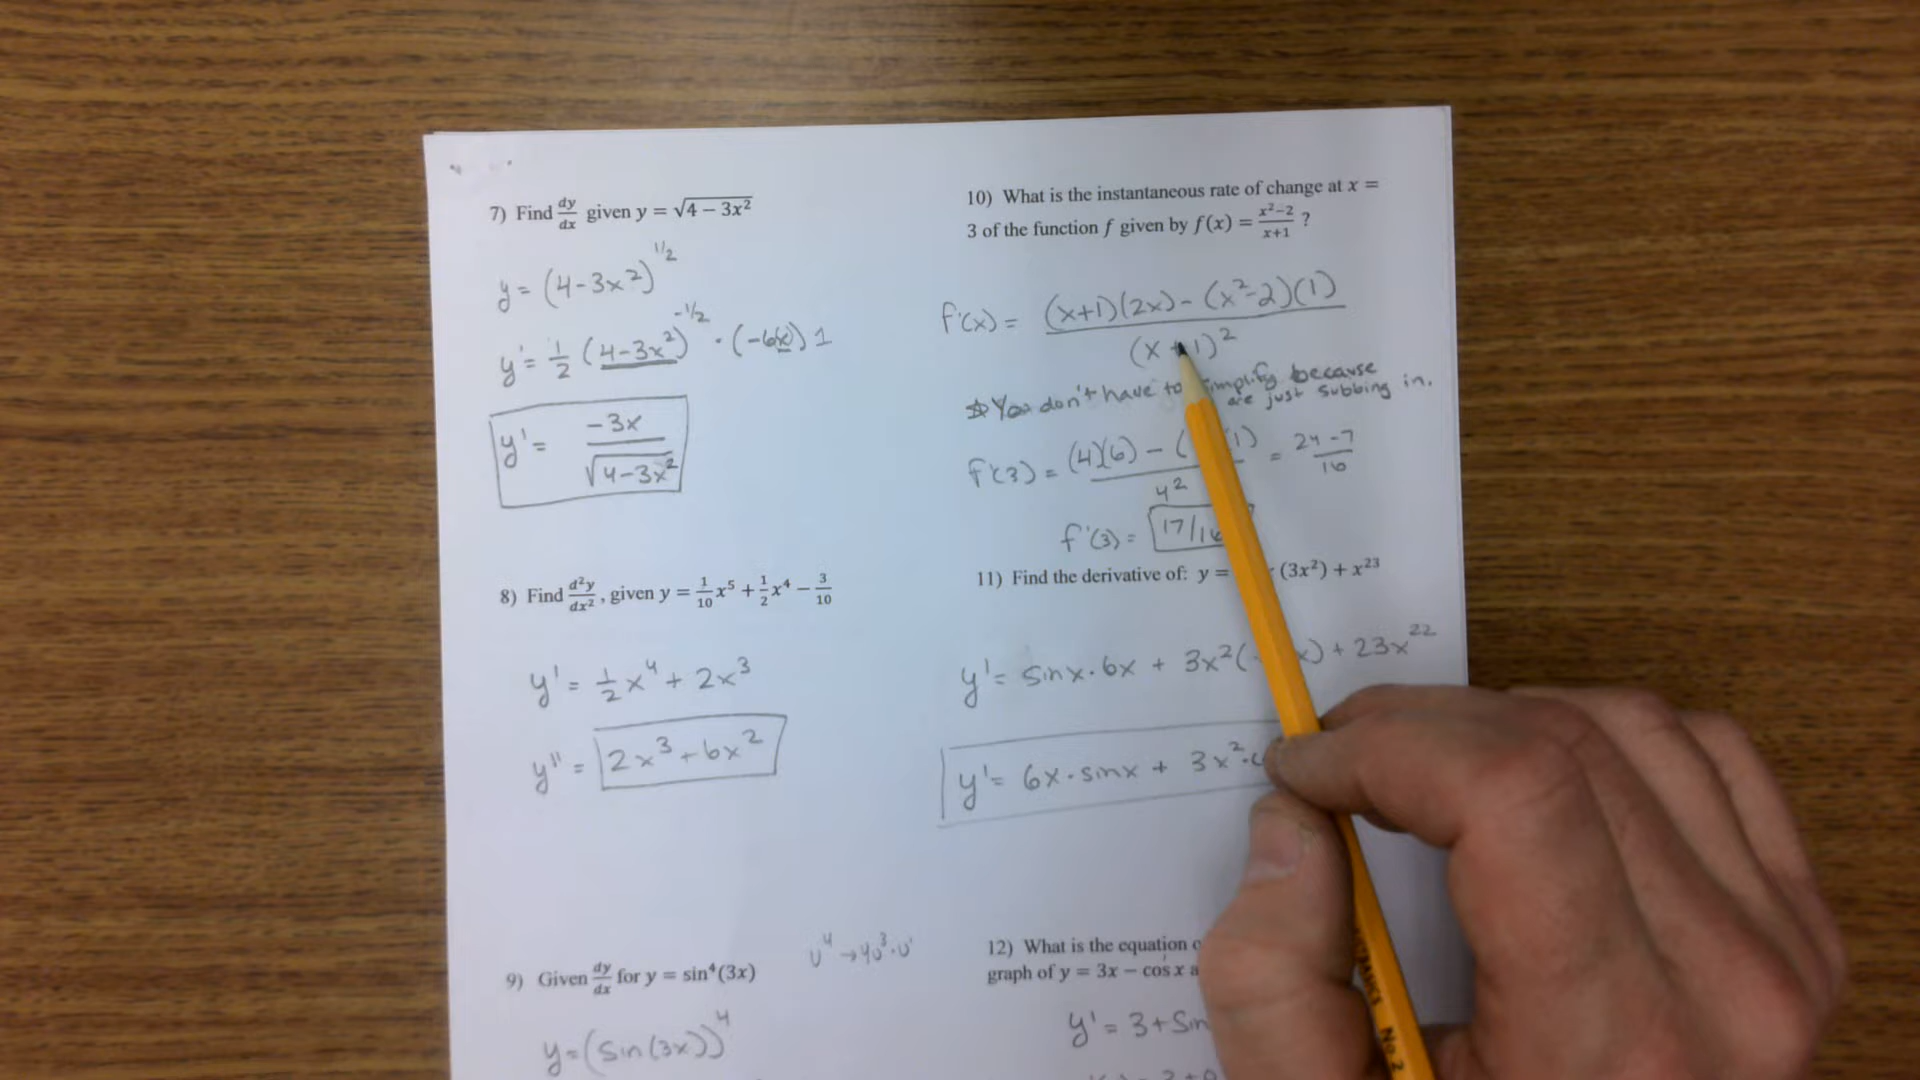 7) Find dy/dx given y = √(4 − 3x²)
y = (4-3x²)^1/2
y' = 1/2 (4-3x²)^-1/2 · (-6x) 1
y' = -3x / √(4-3x²)
8) Find d²y/dx², given y = 1/10 x⁵ + 1/2 x⁴ − 3/10
y' = 1/2 x⁴ + 2x³
y'' = 2x³ + 6x²
u⁴ → 4u³·u'
9) Given dy/dx for y = sin⁴(3x)
y = (sin(3x))⁴
10) What is the instantaneous rate of change at x =
3 of the function f given by f(x) = x²−2 / x+1 ?
f'(x) = (x+1)(2x) - (x²-2)(1) / (x+1)²
☆ You don't have to simplify because
are just subbing in.
f'(3) = (4)(6) - ( 1) / 4² = 24-7 / 16
f'(3) = 17/16
11) Find the derivative of: y = (3x²) + x²³
y' = sinx·6x + 3x²( x) + 23x²²
y' = 6x·sinx + 3x²·
12) What is the equation
graph of y = 3x − cos x
y' = 3 + Sin